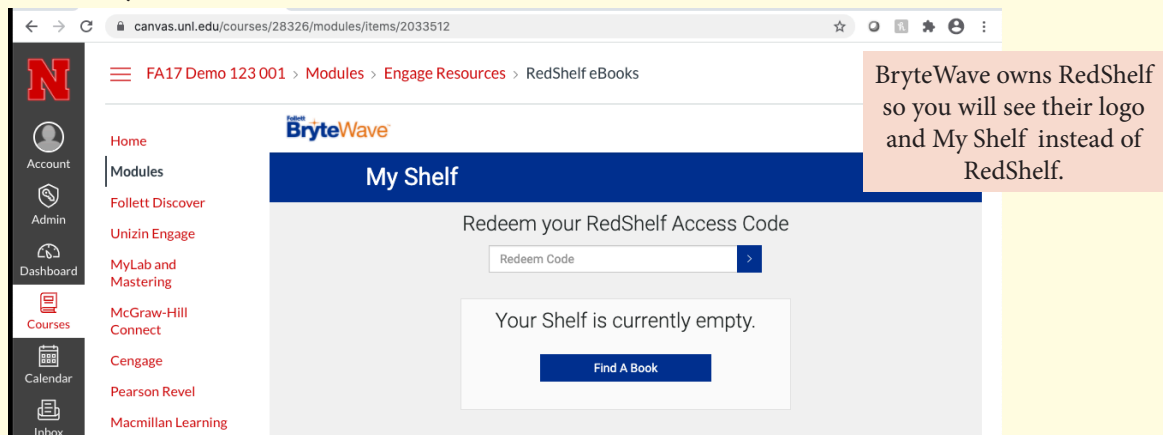 canvas.unl.edu/courses/28326/modules/items/2033512
N
FA17 Demo 123 001 > Modules > Engage Resources > RedShelf eBooks
BryteWave owns RedShelf
so you will see their logo
and My Shelf instead of
RedShelf.
Account
Admin
Dashboard
Courses
Calendar
Inbox
Home
Modules
Follett Discover
Unizin Engage
MyLab and
Mastering
McGraw-Hill
Connect
Cengage
Pearson Revel
Macmillan Learning
Follett
BryteWave
My Shelf
Redeem your RedShelf Access Code
Redeem Code
>
Your Shelf is currently empty.
Find A Book